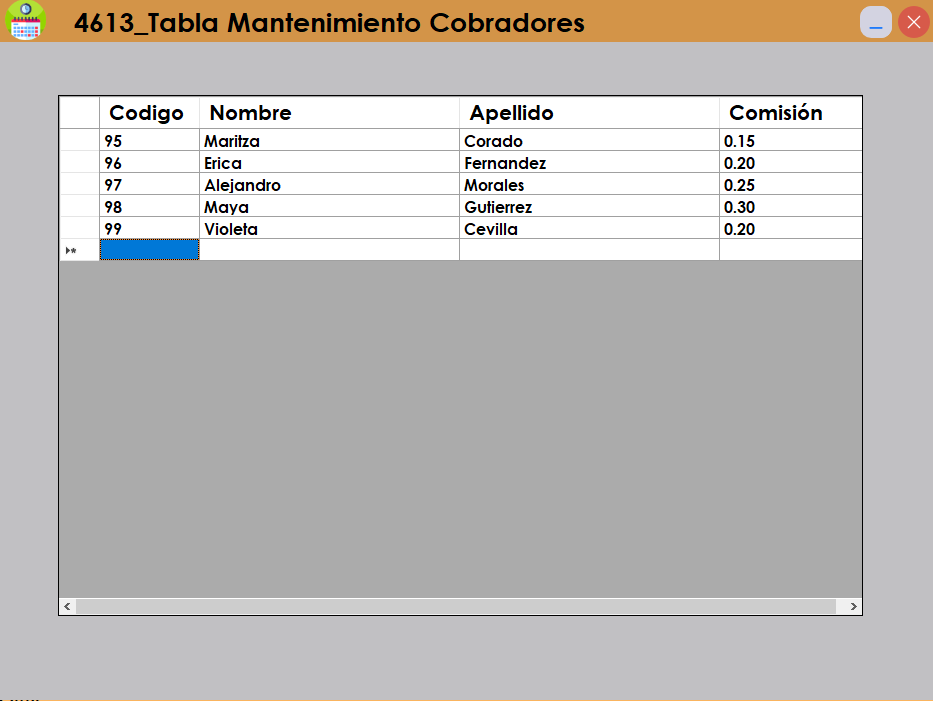 4613_Tabla Mantenimiento Cobradores
Codigo Nombre Apellido Comisión
95 Maritza Corado 0.15
96 Erica Fernandez 0.20
97 Alejandro Morales 0.25
98 Maya Gutierrez 0.30
99 Violeta Cevilla 0.20